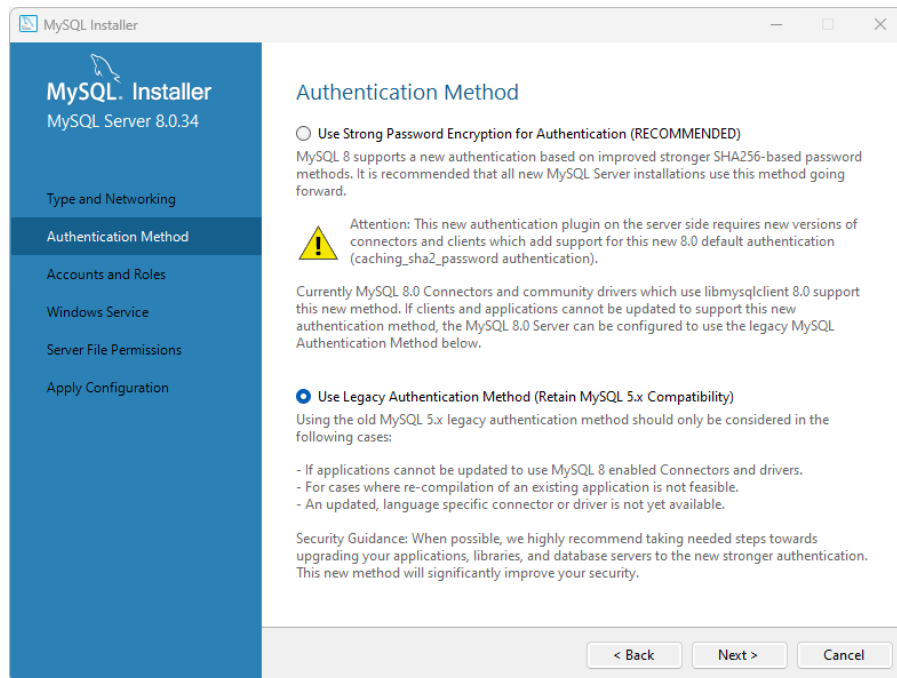 MySQL Installer
MySQL. Installer
MySQL Server 8.0.34
Type and Networking
Authentication Method
Accounts and Roles
Windows Service
Server File Permissions
Apply Configuration
Authentication Method
Use Strong Password Encryption for Authentication (RECOMMENDED)
MySQL 8 supports a new authentication based on improved stronger SHA256-based password
methods. It is recommended that all new MySQL Server installations use this method going
forward.
Attention: This new authentication plugin on the server side requires new versions of
connectors and clients which add support for this new 8.0 default authentication
(caching_sha2_password authentication).
Currently MySQL 8.0 Connectors and community drivers which use libmysqlclient 8.0 support
this new method. If clients and applications cannot be updated to support this new
authentication method, the MySQL 8.0 Server can be configured to use the legacy MySQL
Authentication Method below.
Use Legacy Authentication Method (Retain MySQL 5.x Compatibility)
Using the old MySQL 5.x legacy authentication method should only be considered in the
following cases:
- If applications cannot be updated to use MySQL 8 enabled Connectors and drivers.
- For cases where re-compilation of an existing application is not feasible.
- An updated, language specific connector or driver is not yet available.
Security Guidance: When possible, we highly recommend taking needed steps towards
upgrading your applications, libraries, and database servers to the new stronger authentication.
This new method will significantly improve your security.
< Back
Next >
Cancel